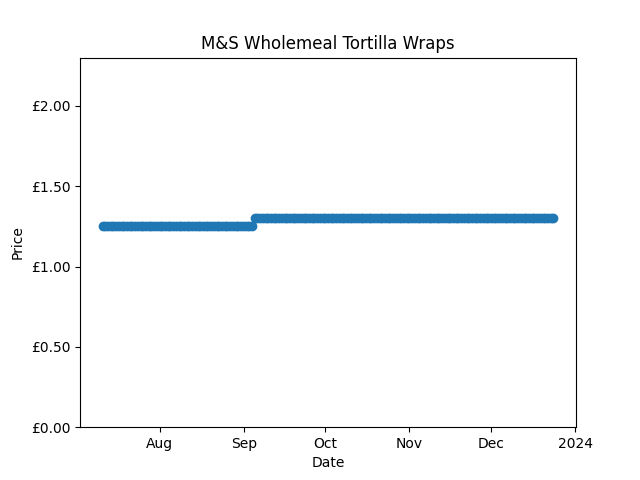 M&S Wholemeal Tortilla Wraps
£2.00
£1.50
£1.00
£0.50
£0.00
Price
Aug Sep Oct Nov Dec 2024
Date